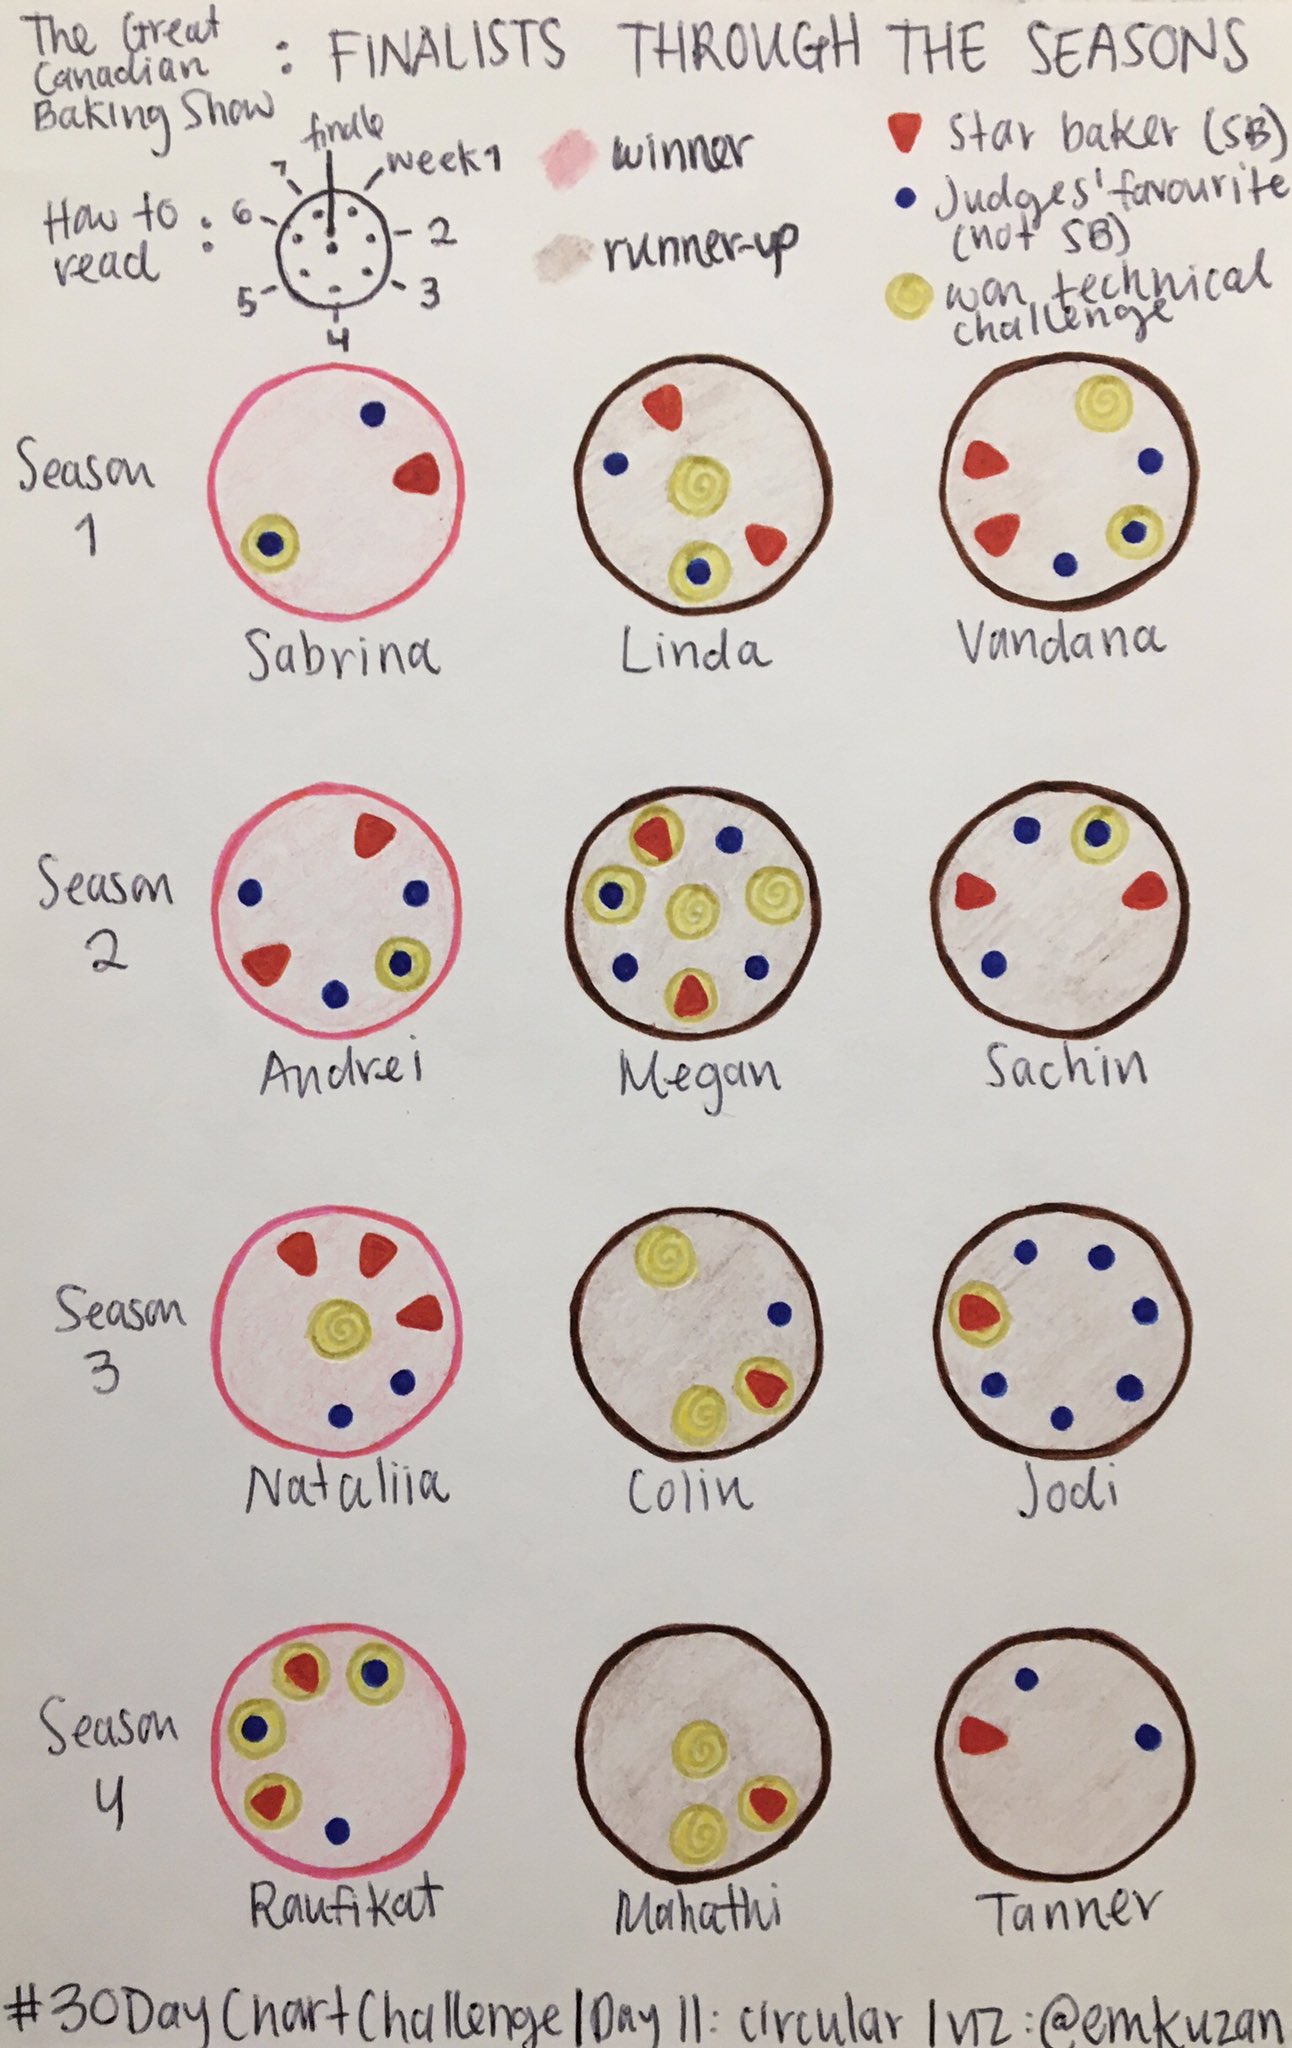 The Great
Canadian
Baking Show
: FINALISTS THROUGH THE SEASONS
How to
read :
finale
week 1
2
3
4
5
6
7
winner
runner-up
Star baker (SB)
Judges' favourite
(not SB)
won technical
challenge
Season
1
Sabrina
Linda
Vandana
Season
2
Andrei
Megan
Sachin
Season
3
Nataliia
Colin
Jodi
Season
4
Raufikat
Mahathi
Tanner
#30DayChartChallenge | Day 11: circular | viz: @emkuzan